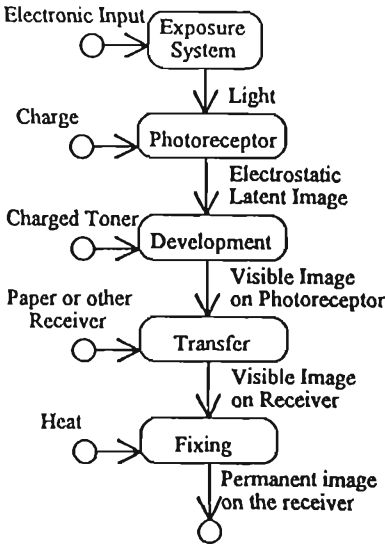 Electronic Input
Exposure
System
Light
Charge
Photoreceptor
Electrostatic
Latent Image
Charged Toner
Development
Visible Image
on Photoreceptor
Paper or other
Receiver
Transfer
Visible Image
on Receiver
Heat
Fixing
Permanent image
on the receiver